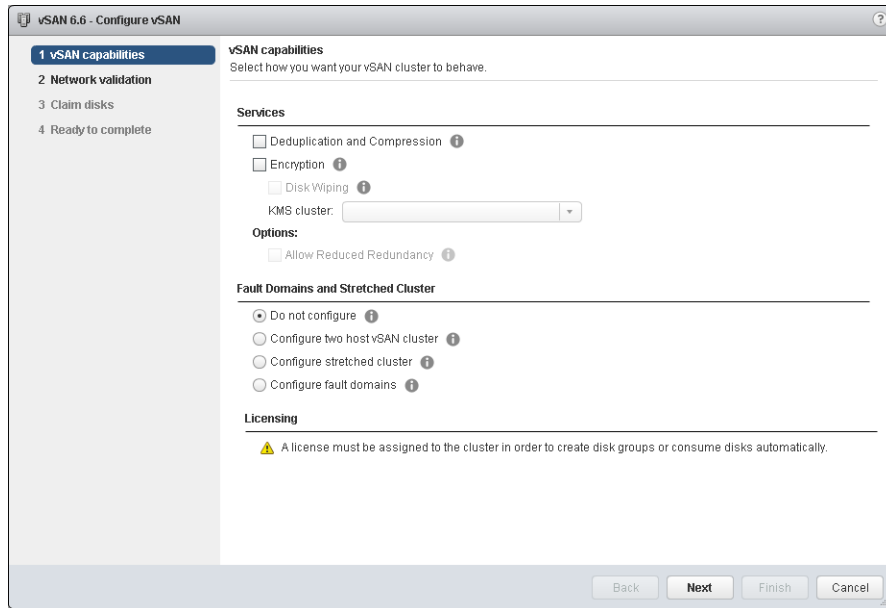 vSAN 6.6 - Configure vSAN
?
1 vSAN capabilities
2 Network validation
3 Claim disks
4 Ready to complete
vSAN capabilities
Select how you want your vSAN cluster to behave.
Services
Deduplication and Compression
Encryption
Disk Wiping
KMS cluster:
Options:
Allow Reduced Redundancy
Fault Domains and Stretched Cluster
Do not configure
Configure two host vSAN cluster
Configure stretched cluster
Configure fault domains
Licensing
A license must be assigned to the cluster in order to create disk groups or consume disks automatically.
Back Next Finish Cancel